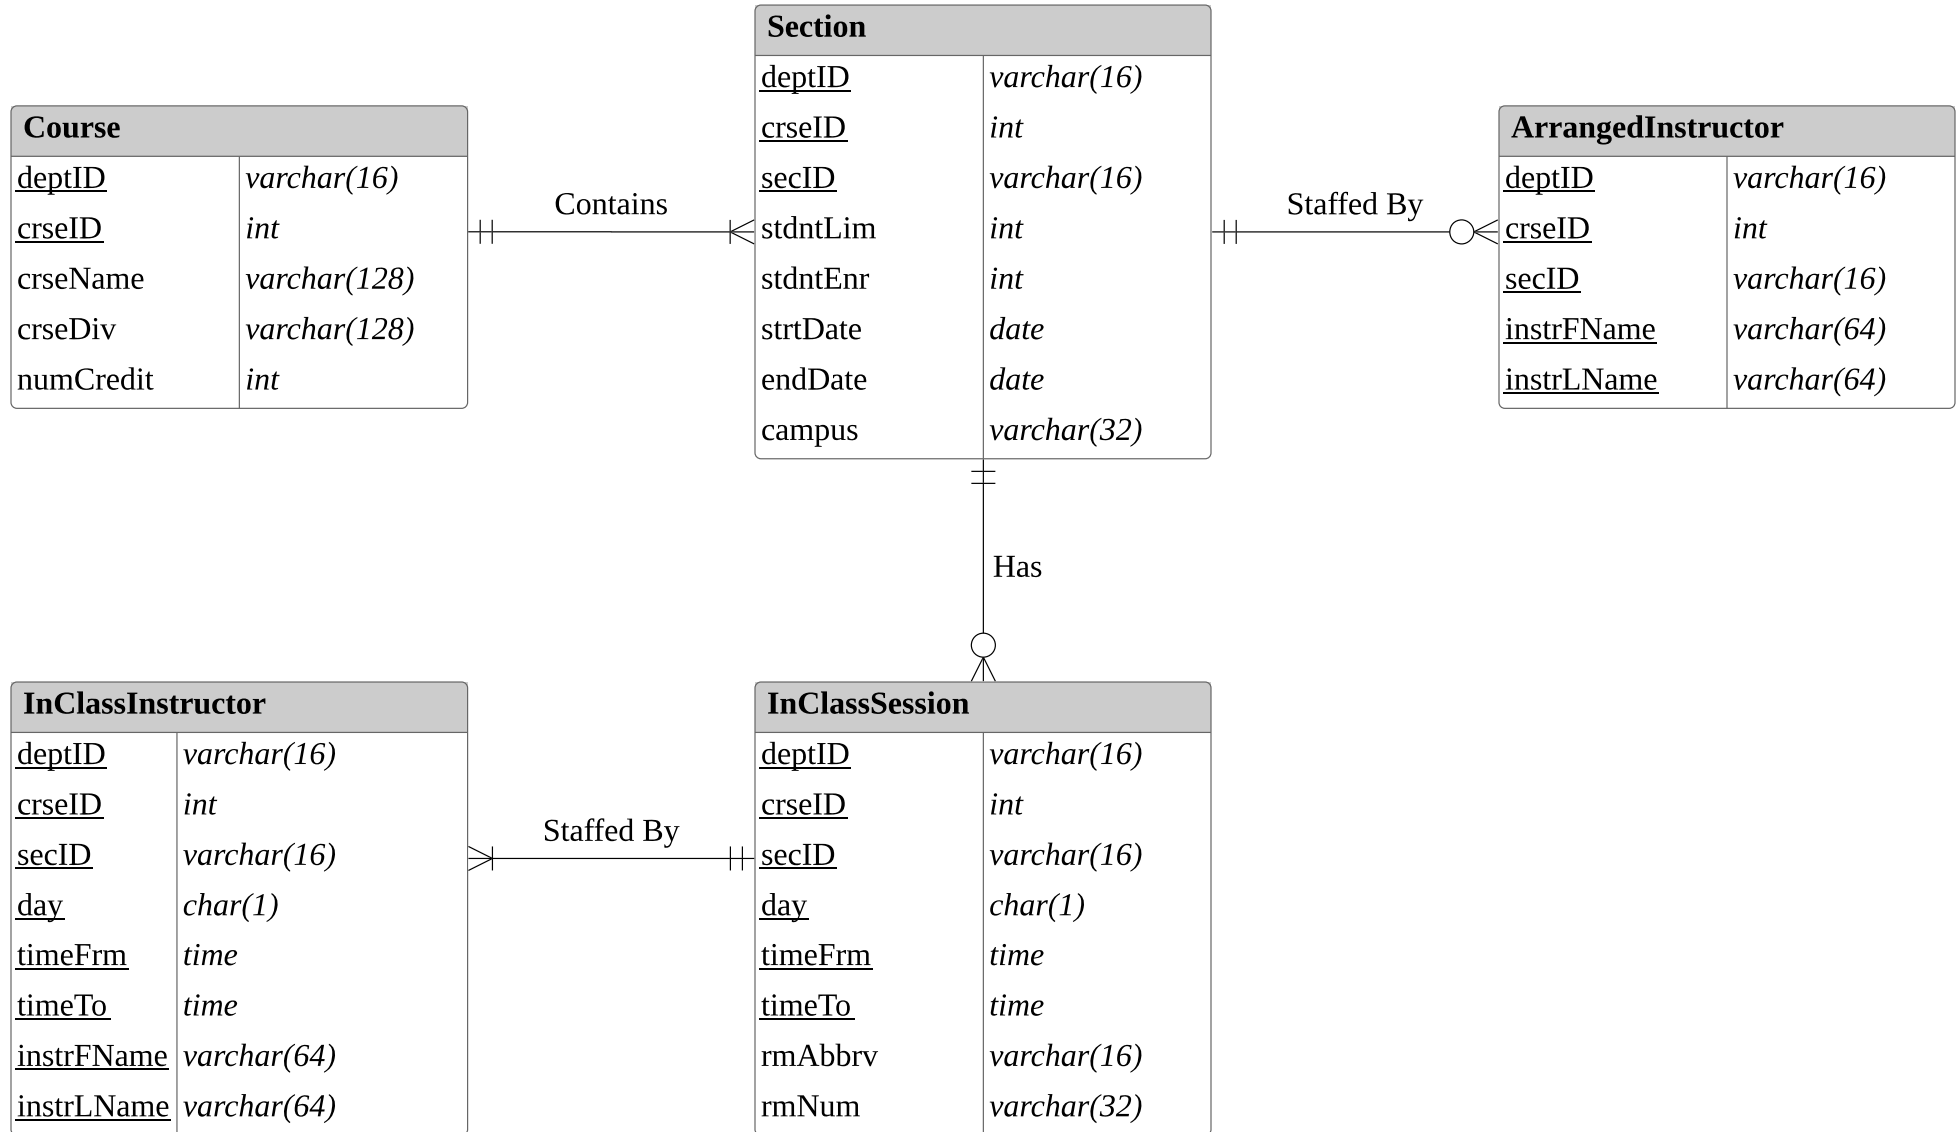 Section
deptID varchar(16)
crseID int
secID varchar(16)
stdntLim int
stdntEnr int
strtDate date
endDate date
campus varchar(32)
Course
deptID varchar(16)
crseID int
crseName varchar(128)
crseDiv varchar(128)
numCredit int
Contains
Staffed By
ArrangedInstructor
deptID varchar(16)
crseID int
secID varchar(16)
instrFName varchar(64)
instrLName varchar(64)
Has
InClassInstructor
deptID varchar(16)
crseID int
secID varchar(16)
day char(1)
timeFrm time
timeTo time
instrFName varchar(64)
instrLName varchar(64)
Staffed By
InClassSession
deptID varchar(16)
crseID int
secID varchar(16)
day char(1)
timeFrm time
timeTo time
rmAbbrv varchar(16)
rmNum varchar(32)